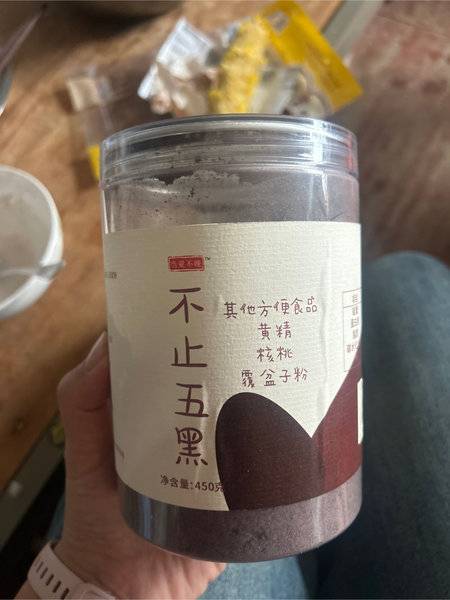 不止五黑
其他方便食品
黄精
核桃
覆盆子粉
净含量:450克